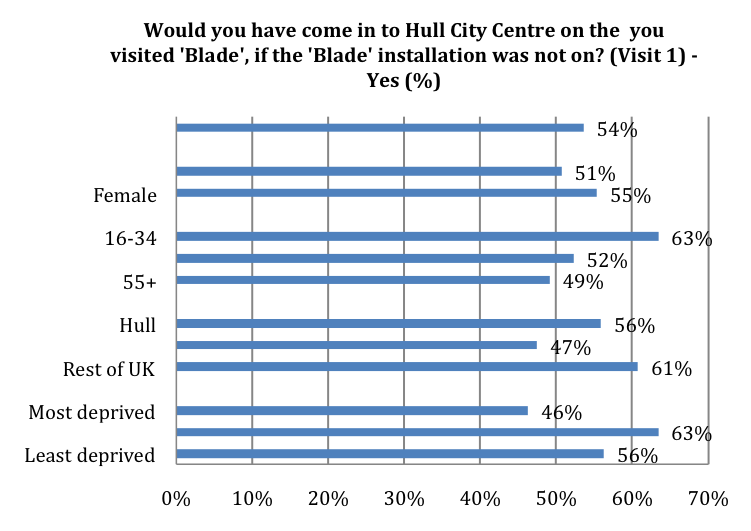 Would you have come in to Hull City Centre on the  you
visited 'Blade', if the 'Blade' installation was not on? (Visit 1) -
Yes (%)
54%
51%
Female 55%
16-34 63%
52%
55+ 49%
Hull 56%
47%
Rest of UK 61%
Most deprived 46%
63%
Least deprived 56%
0% 10% 20% 30% 40% 50% 60% 70%